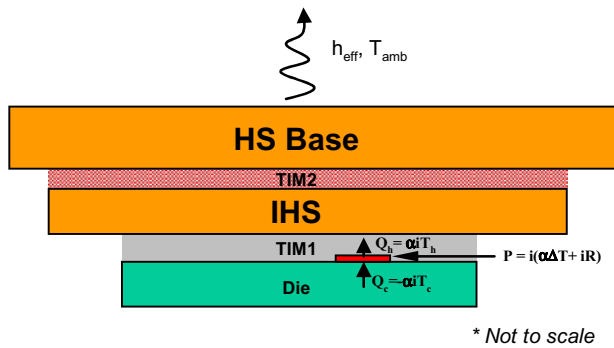 h_eff, T_amb
HS Base
TIM2
IHS
TIM1
Q_h=αiT_h
P = i(αΔT+ iR)
Q_c=-αiT_c
Die
* Not to scale